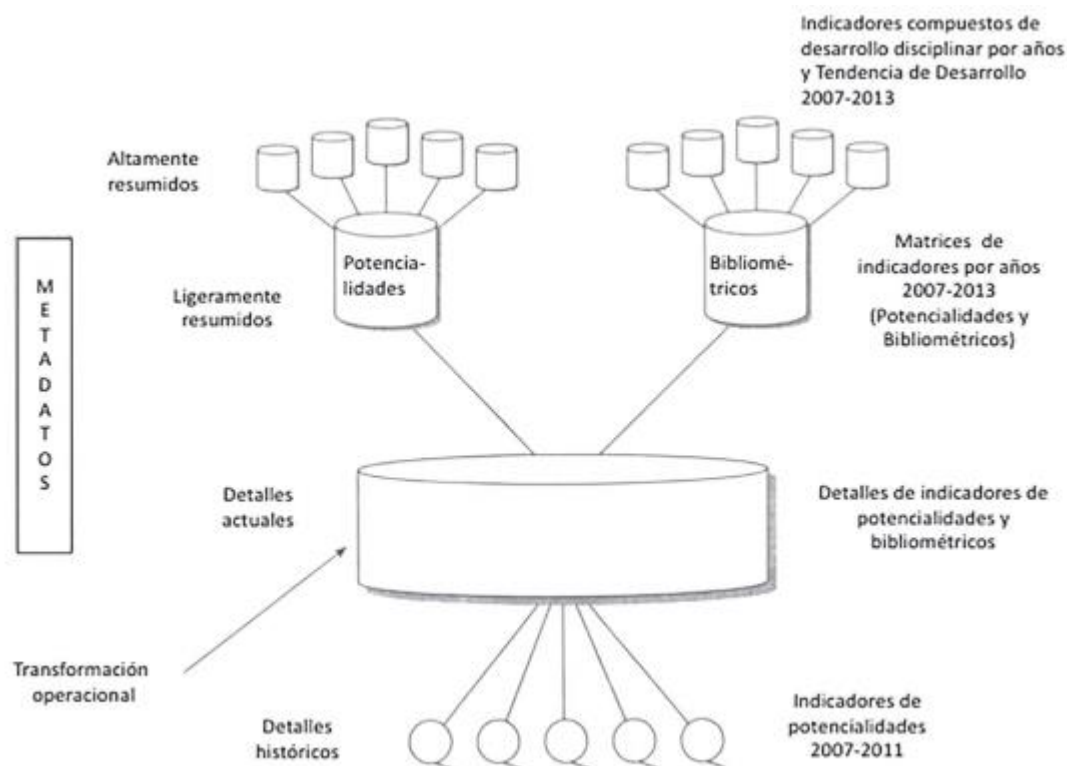 Indicadores compuestos de
desarrollo disciplinar por años
y Tendencia de Desarrollo
2007-2013
Altamente
resumidos
Potencia-
lidades
Bibliomé-
tricos
Ligeramente
resumidos
Matrices de
indicadores por años
2007-2013
(Potencialidades y
Bibliométricos)
METADATOS
Detalles
actuales
Detalles de indicadores de
potencialidades y
bibliométricos
Transformación
operacional
Detalles
históricos
Indicadores de
potencialidades
2007-2011